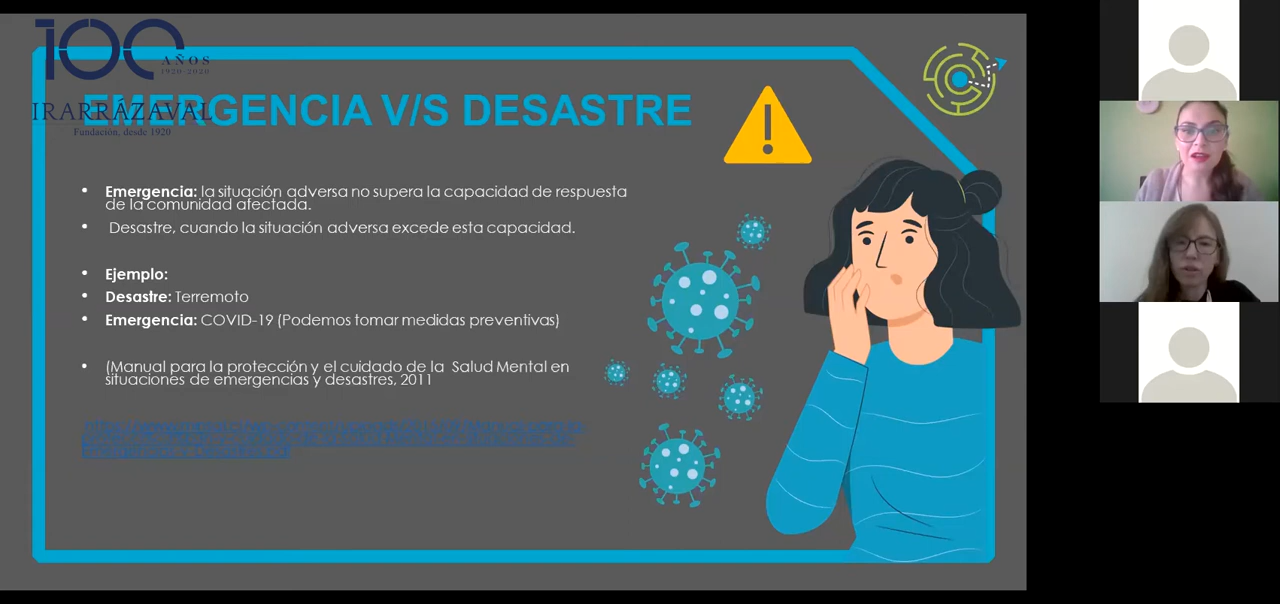 100
AÑOS
1920-2020
IRARRÁZAVAL
Fundación, desde 1920
EMERGENCIA V/S DESASTRE
• Emergencia: la situación adversa no supera la capacidad de respuesta
de la comunidad afectada.
• Desastre, cuando la situación adversa excede esta capacidad.
• Ejemplo:
• Desastre: Terremoto
• Emergencia: COVID-19 (Podemos tomar medidas preventivas)
• (Manual para la protección y el cuidado de la Salud Mental en
situaciones de emergencias y desastres, 2011